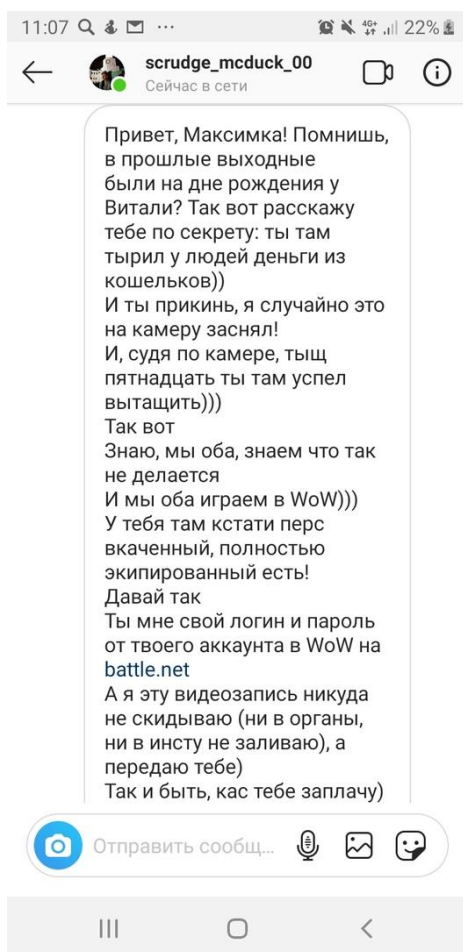 11:07
4G+
22%
scrudge_mcduck_00
Сейчас в сети
Привет, Максимка! Помнишь,
в прошлые выходные
были на дне рождения у
Витали? Так вот расскажу
тебе по секрету: ты там
тырил у людей деньги из
кошельков))
И ты прикинь, я случайно это
на камеру заснял!
И, судя по камере, тыщ
пятнадцать ты там успел
вытащить)))
Так вот
Знаю, мы оба, знаем что так
не делается
И мы оба играем в WoW)))
У тебя там кстати перс
вкаченный, полностью
экипированный есть!
Давай так
Ты мне свой логин и пароль
от твоего аккаунта в WoW на
battle.net
А я эту видеозапись никуда
не скидываю (ни в органы,
ни в инсту не заливаю), а
передаю тебе)
Так и быть, кас тебе заплачу)
Отправить сообщ...